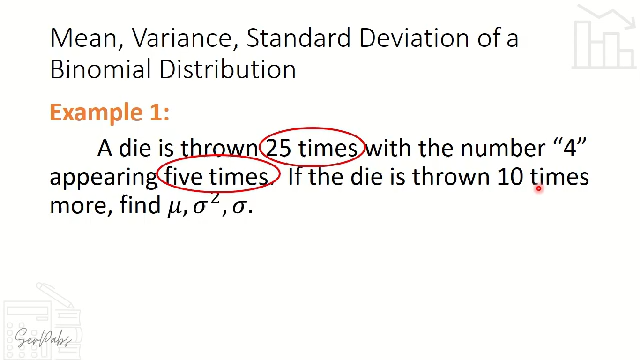 Mean, Variance, Standard Deviation of a
Binomial Distribution
Example 1:
A die is thrown 25 times with the number “4”
appearing five times. If the die is thrown 10 times
more, find μ, σ², σ.
SerPabs